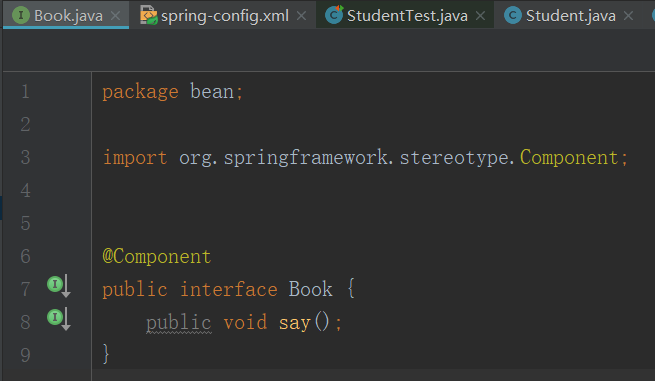 Book.java spring-config.xml StudentTest.java Student.java
1 package bean;
2
3 import org.springframework.stereotype.Component;
4
5
6 @Component
7 public interface Book {
8 public void say();
9 }